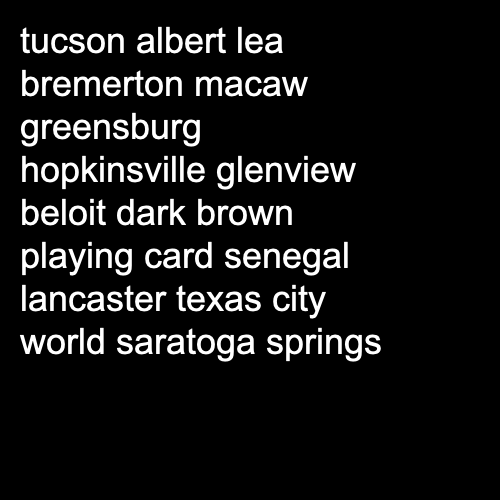 tucson albert lea
bremerton macaw
greensburg
hopkinsville glenview
beloit dark brown
playing card senegal
lancaster texas city
world saratoga springs